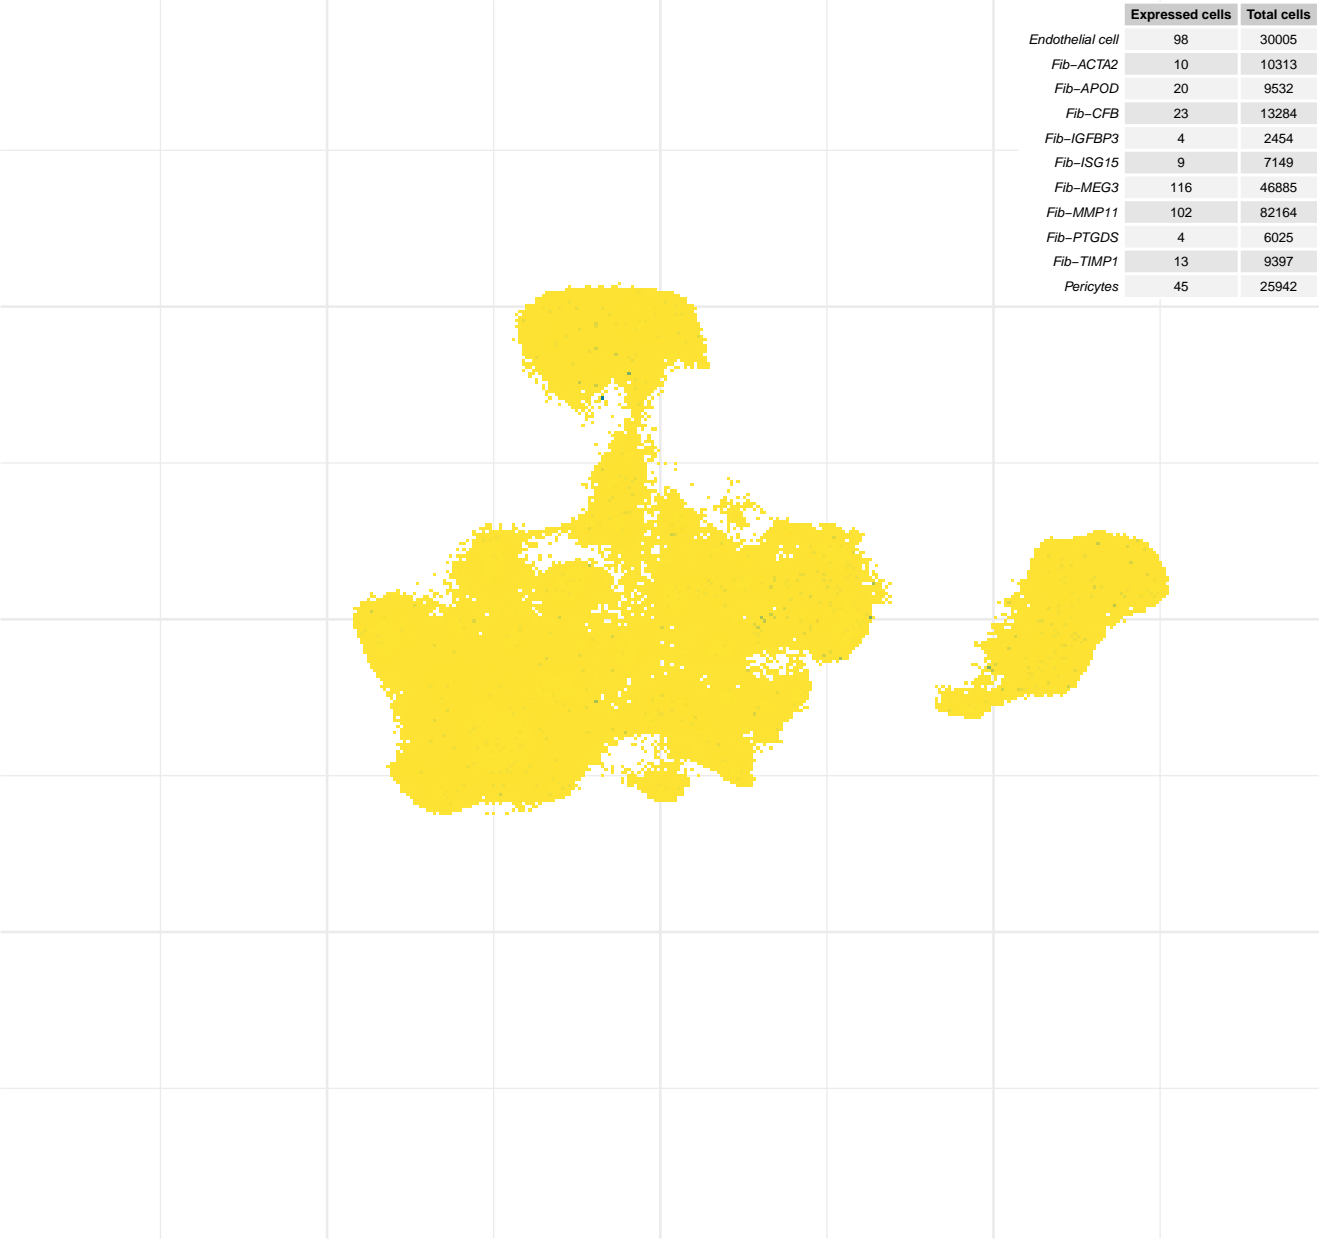 Expressed cells Total cells
Endothelial cell 98 30005
Fib−ACTA2 10 10313
Fib−APOD 20 9532
Fib−CFB 23 13284
Fib−IGFBP3 4 2454
Fib−ISG15 9 7149
Fib−MEG3 116 46885
Fib−MMP11 102 82164
Fib−PTGDS 4 6025
Fib−TIMP1 13 9397
Pericytes 45 25942